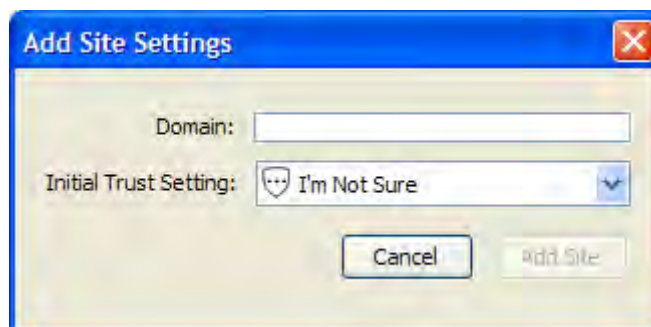 Add Site Settings
Domain:
Initial Trust Setting: I'm Not Sure
Cancel Add Site